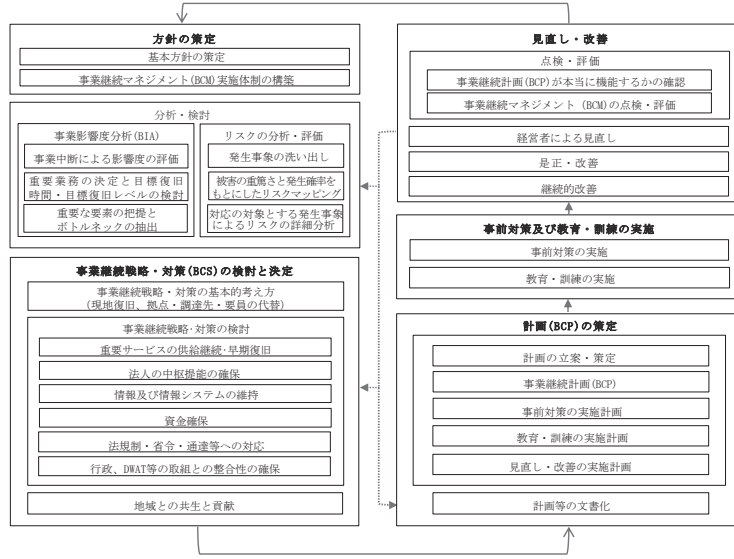 方針の策定
基本方針の策定
事業継続マネジメント(BCM)実施体制の構築
分析・検討
事業影響度分析(BIA)
事業中断による影響度の評価
重要業務の決定と目標復旧
時間・目標復旧レベルの検討
重要な要素の把提と
ボトルネックの抽出
リスクの分析・評価
発生事象の洗い出し
被害の重篤さと発生確率を
もとにしたリスクマッピング
対応の対象とする発生事象
によるリスクの詳細分析
事業継続戦略・対策(BCS)の検討と決定
事業継続戦略・対策の基本的考え方
(現地復旧、拠点・調達先・要員の代替)
事業継続戦略・対策の検討
重要サービスの供給継続・早期復旧
法人の中枢提能の確保
情報及び情報システムの維持
資金確保
法規制・省令・通達等への対応
行政、DWAT等の取組との整合性の確保
地域との共生と貢献
見直し・改善
点検・評価
事業継続計画(BCP)が本当に機能するかの確認
事業継続マネジメント (BCM)の点検・評価
経営者による見直し
是正・改善
継続的改善
事前対策及び教育・訓練の実施
事前対策の実施
教育・訓練の実施
計画(BCP)の策定
計画の立案・策定
事業継続計画(BCP)
事前対策の実施計画
教育・訓練の実施計画
見直し・改善の実施計画
計画等の文書化